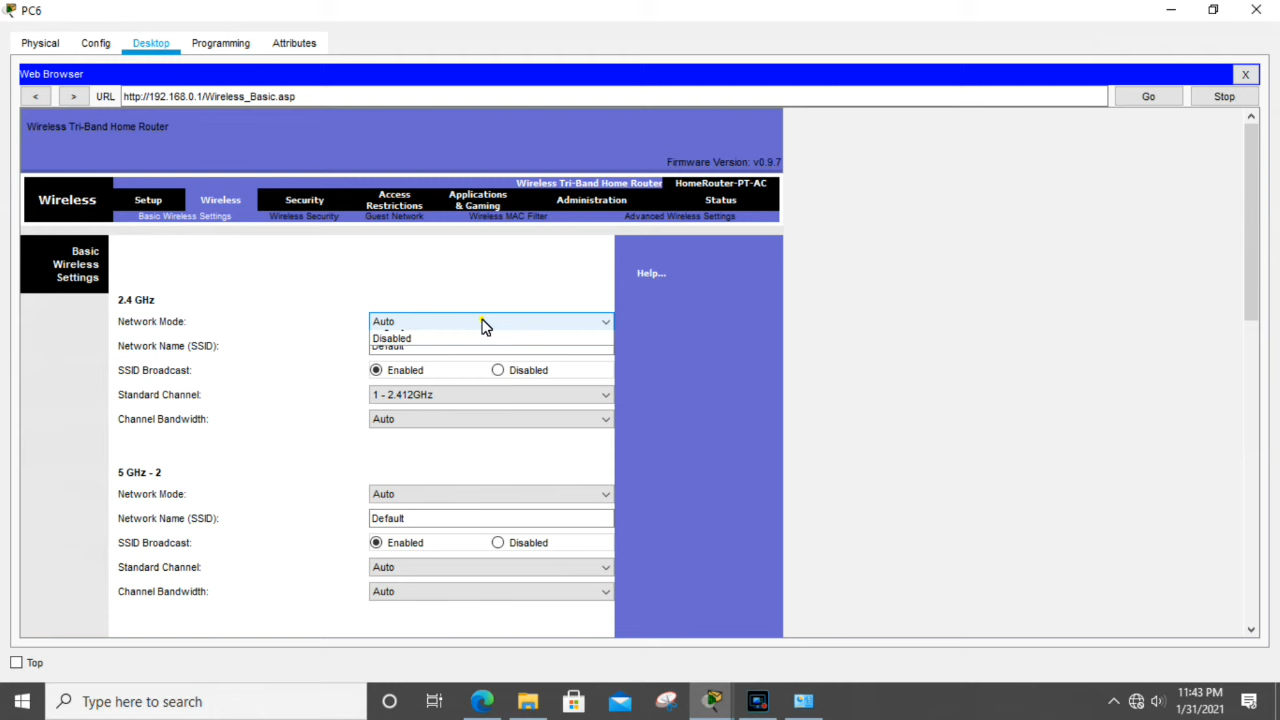 PC6
Physical Config Desktop Programming Attributes
Web Browser X
< > URL http://192.168.0.1/Wireless_Basic.asp Go Stop
Wireless Tri-Band Home Router
Firmware Version: v0.9.7
Wireless Tri-Band Home Router HomeRouter-PT-AC
Wireless Setup Wireless Security Access Restrictions Applications & Gaming Administration Status
Basic Wireless Settings Wireless Security Guest Network Wireless MAC Filter Advanced Wireless Settings
Basic
Wireless
Settings
Help...
2.4 GHz
Network Mode: Auto
Disabled
Network Name (SSID): Default
SSID Broadcast: Enabled Disabled
Standard Channel: 1 - 2.412GHz
Channel Bandwidth: Auto
5 GHz - 2
Network Mode: Auto
Network Name (SSID): Default
SSID Broadcast: Enabled Disabled
Standard Channel: Auto
Channel Bandwidth: Auto
Top
Type here to search
11:43 PM
1/31/2021